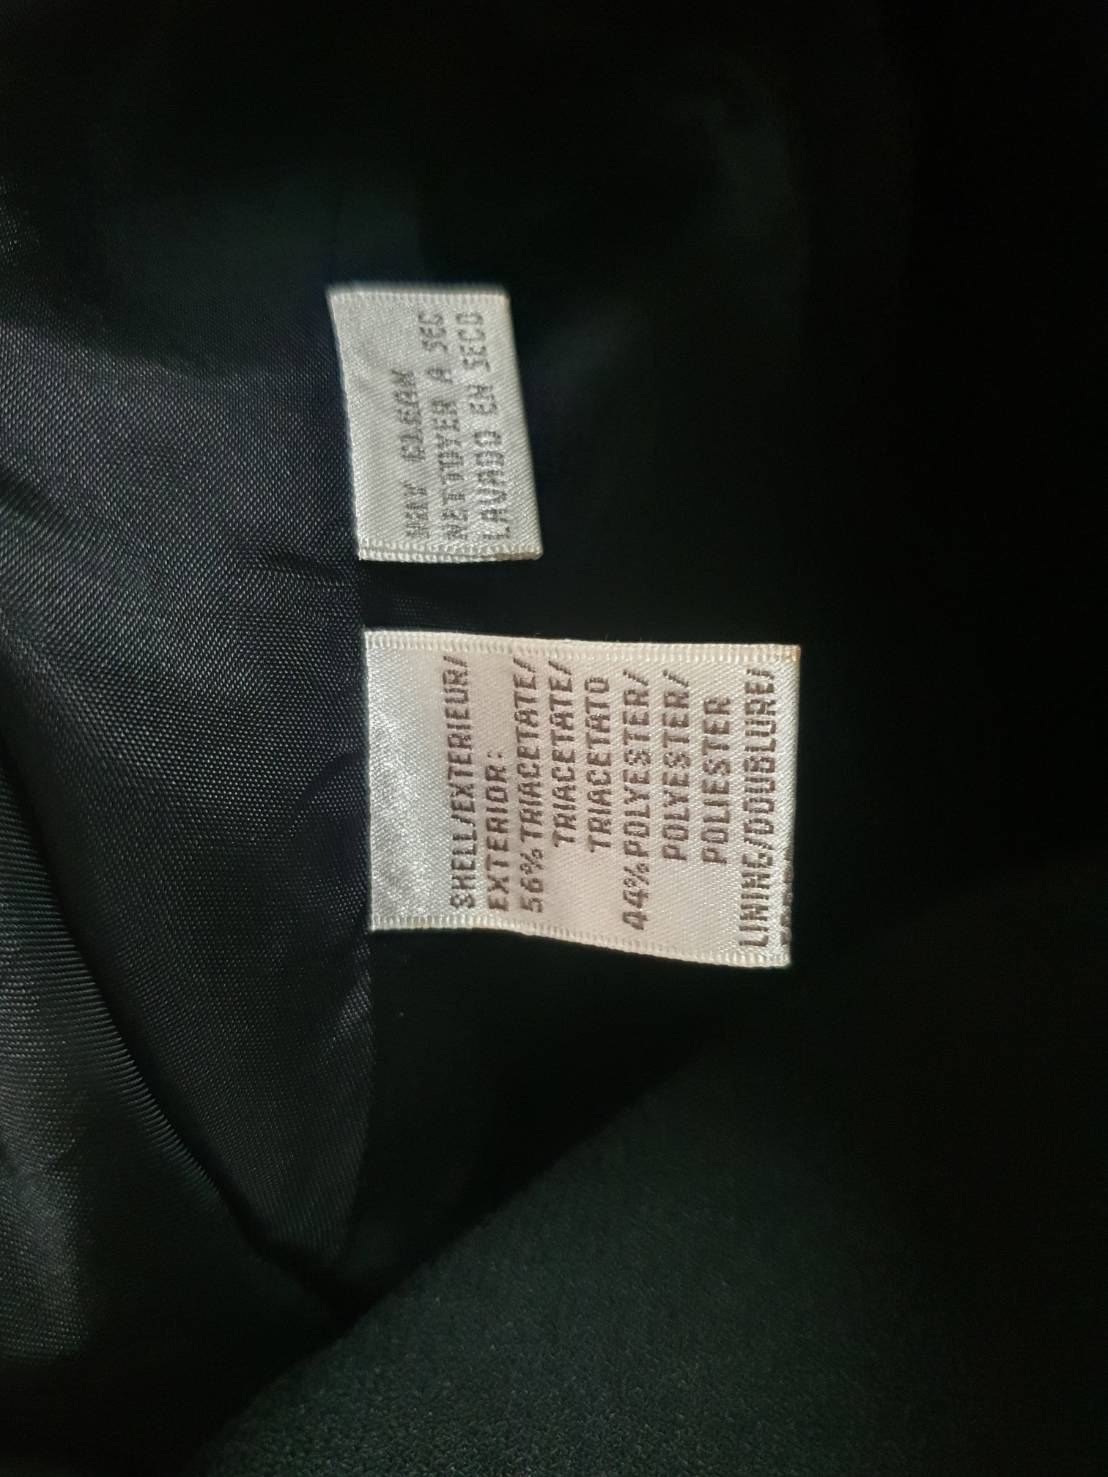 DRY CLEAN
NETTOYER A SEC
LAVADO EN SECO
SHELL/EXTERIEUR/
EXTERIOR:
56% TRIACETATE/
TRIACETATE/
TRIACETATO
44% POLYESTER/
POLYESTER/
POLIESTER
LINING/DOUBLURE/